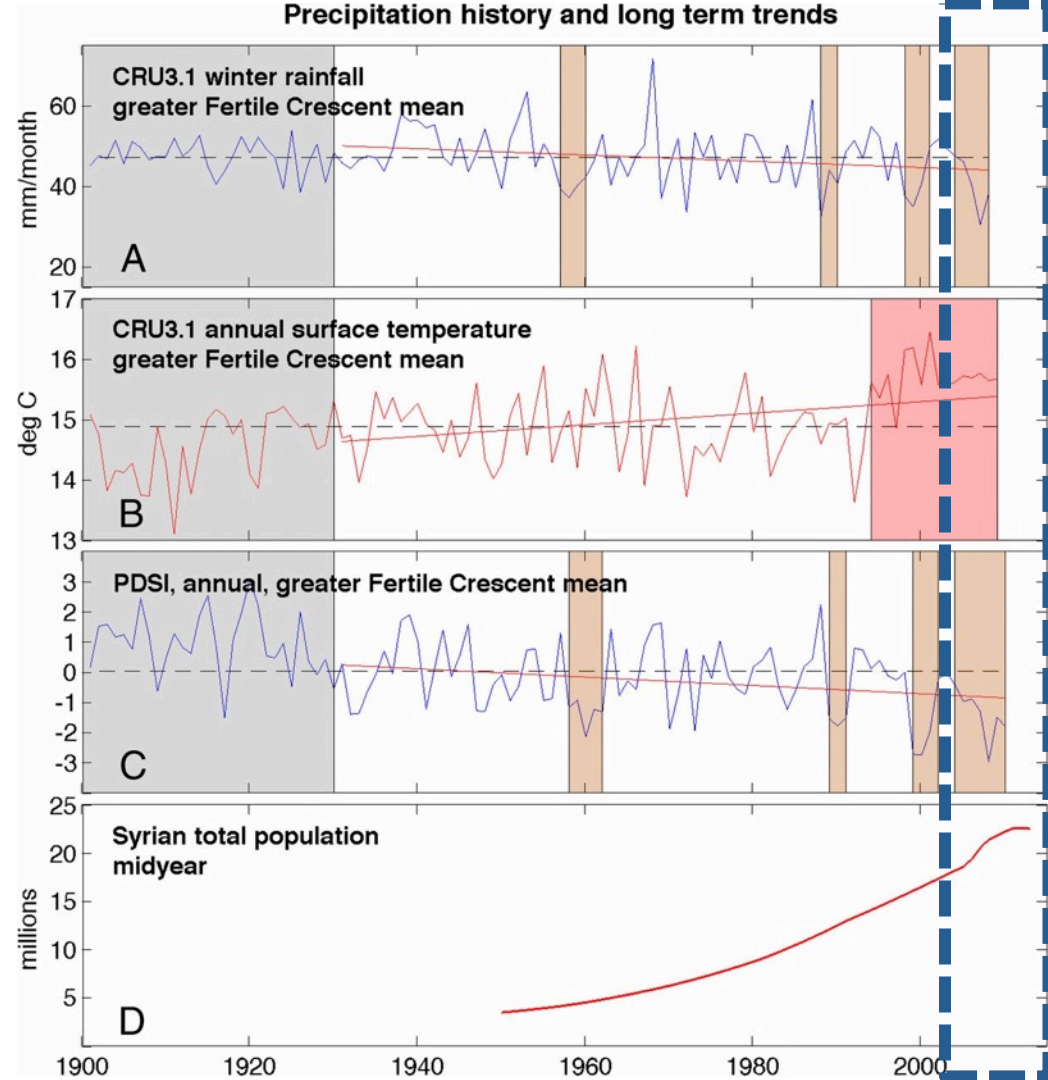 Precipitation history and long term trends
CRU3.1 winter rainfall
greater Fertile Crescent mean
mm/month
60
40
20
A
CRU3.1 annual surface temperature
greater Fertile Crescent mean
deg C
17
16
15
14
13
B
PDSI, annual, greater Fertile Crescent mean
3
2
1
0
-1
-2
-3
C
Syrian total population
midyear
millions
25
20
15
10
5
D
1900 1920 1940 1960 1980 2000